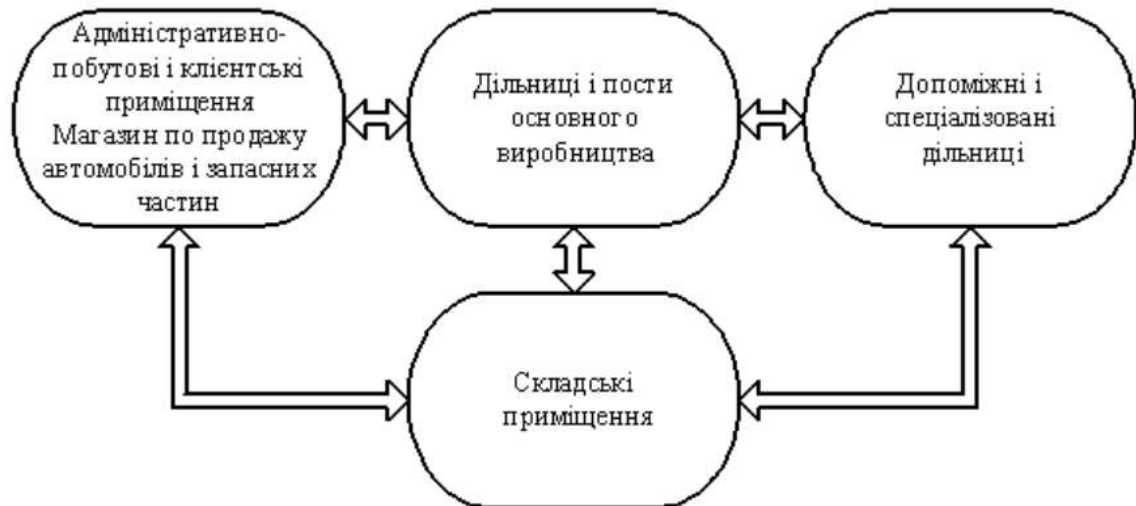 Адміністративно-
побутові і клієнтські
приміщення
Магазин по продажу
автомобілів і запасних
частин
Дільниці і пости
основного
виробництва
Допоміжні і
спеціалізовані
дільниці
Складські
приміщення